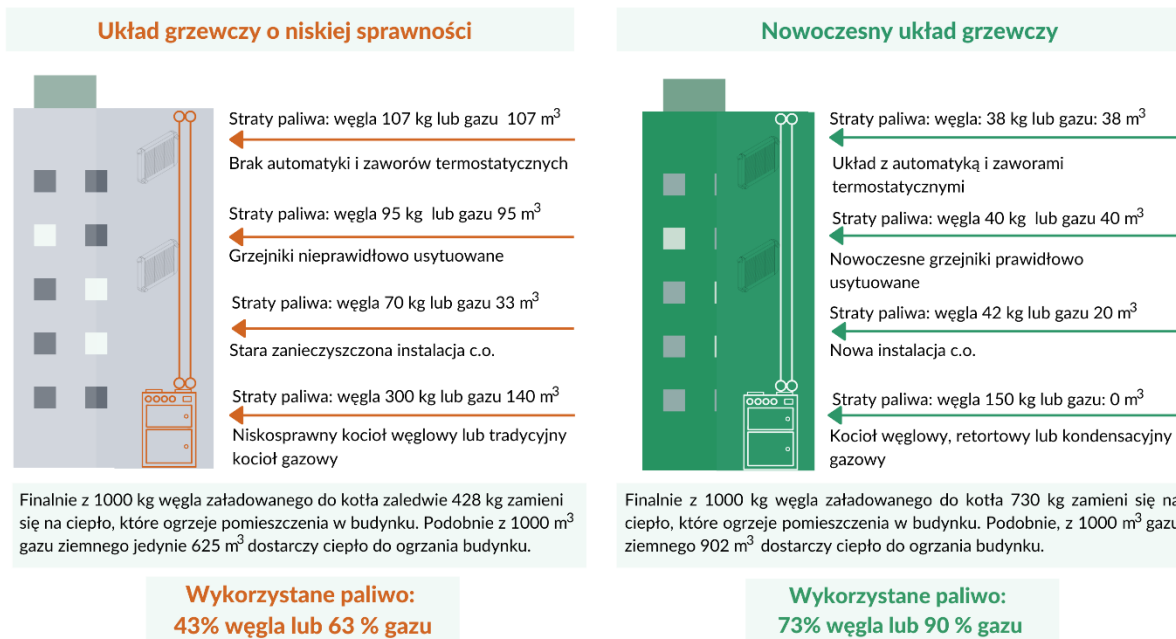 Układ grzewczy o niskiej sprawności
Straty paliwa: węgla 107 kg lub gazu 107 m³
Brak automatyki i zaworów termostatycznych
Straty paliwa: węgla 95 kg lub gazu 95 m³
Grzejniki nieprawidłowo usytuowane
Straty paliwa: węgla 70 kg lub gazu 33 m³
Stara zanieczyszczona instalacja c.o.
Straty paliwa: węgla 300 kg lub gazu 140 m³
Niskosprawny kocioł węglowy lub tradycyjny
kocioł gazowy
Finalnie z 1000 kg węgla załadowanego do kotła zaledwie 428 kg zamieni
się na ciepło, które ogrzeje pomieszczenia w budynku. Podobnie z 1000 m³
gazu ziemnego jedynie 625 m³ dostarczy ciepło do ogrzania budynku.
Wykorzystane paliwo:
43% węgla lub 63 % gazu
Nowoczesny układ grzewczy
Straty paliwa: węgla: 38 kg lub gazu: 38 m³
Układ z automatyką i zaworami
termostatycznymi
Straty paliwa: węgla 40 kg lub gazu 40 m³
Nowoczesne grzejniki prawidłowo
usytuowane
Straty paliwa: węgla 42 kg lub gazu 20 m³
Nowa instalacja c.o.
Straty paliwa: węgla 150 kg lub gazu: 0 m³
Kocioł węglowy, retortowy lub kondensacyjny
gazowy
Finalnie z 1000 kg węgla załadowanego do kotła 730 kg zamieni się na
ciepło, które ogrzeje pomieszczenia w budynku. Podobnie, z 1000 m³ gazu
ziemnego 902 m³ dostarczy ciepło do ogrzania budynku.
Wykorzystane paliwo:
73% węgla lub 90 % gazu